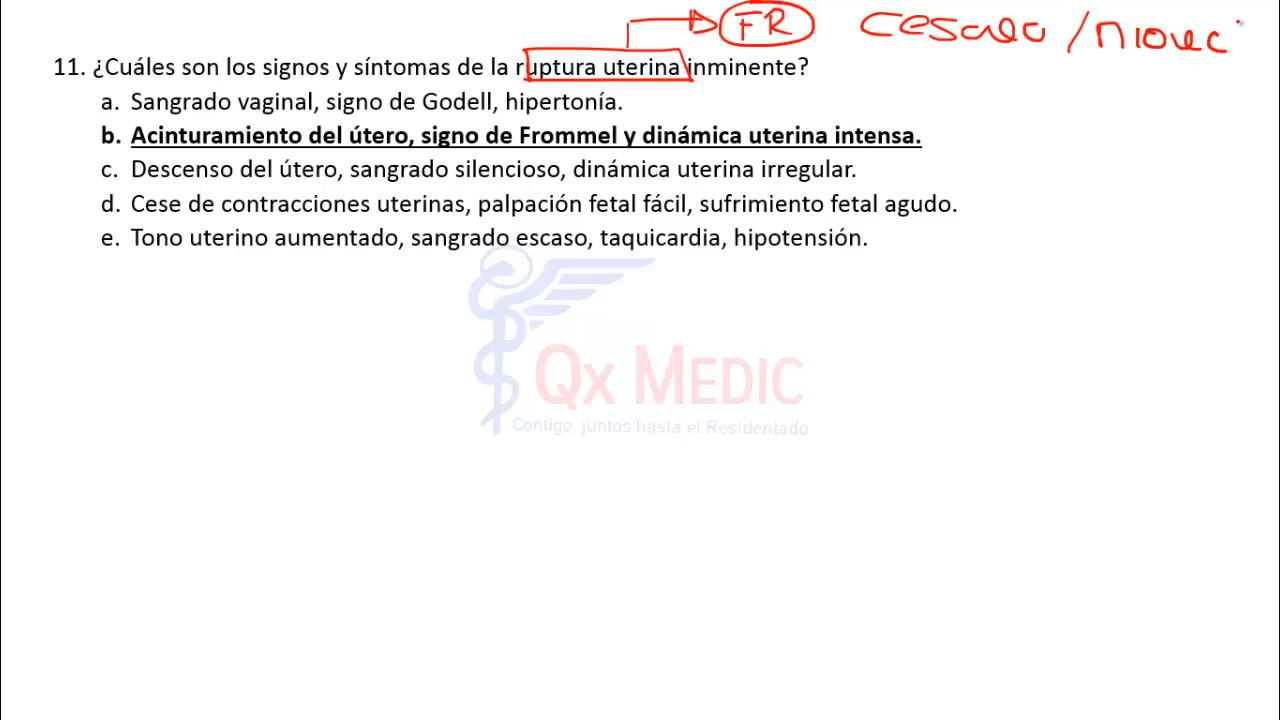 FR cesarea / miomec
11. ¿Cuáles son los signos y síntomas de la ruptura uterina inminente?
a. Sangrado vaginal, signo de Godell, hipertonía.
b. Acinturamiento del útero, signo de Frommel y dinámica uterina intensa.
c. Descenso del útero, sangrado silencioso, dinámica uterina irregular.
d. Cese de contracciones uterinas, palpación fetal fácil, sufrimiento fetal agudo.
e. Tono uterino aumentado, sangrado escaso, taquicardia, hipotensión.
Qx Medic
Contigo, juntos hasta el Residentado